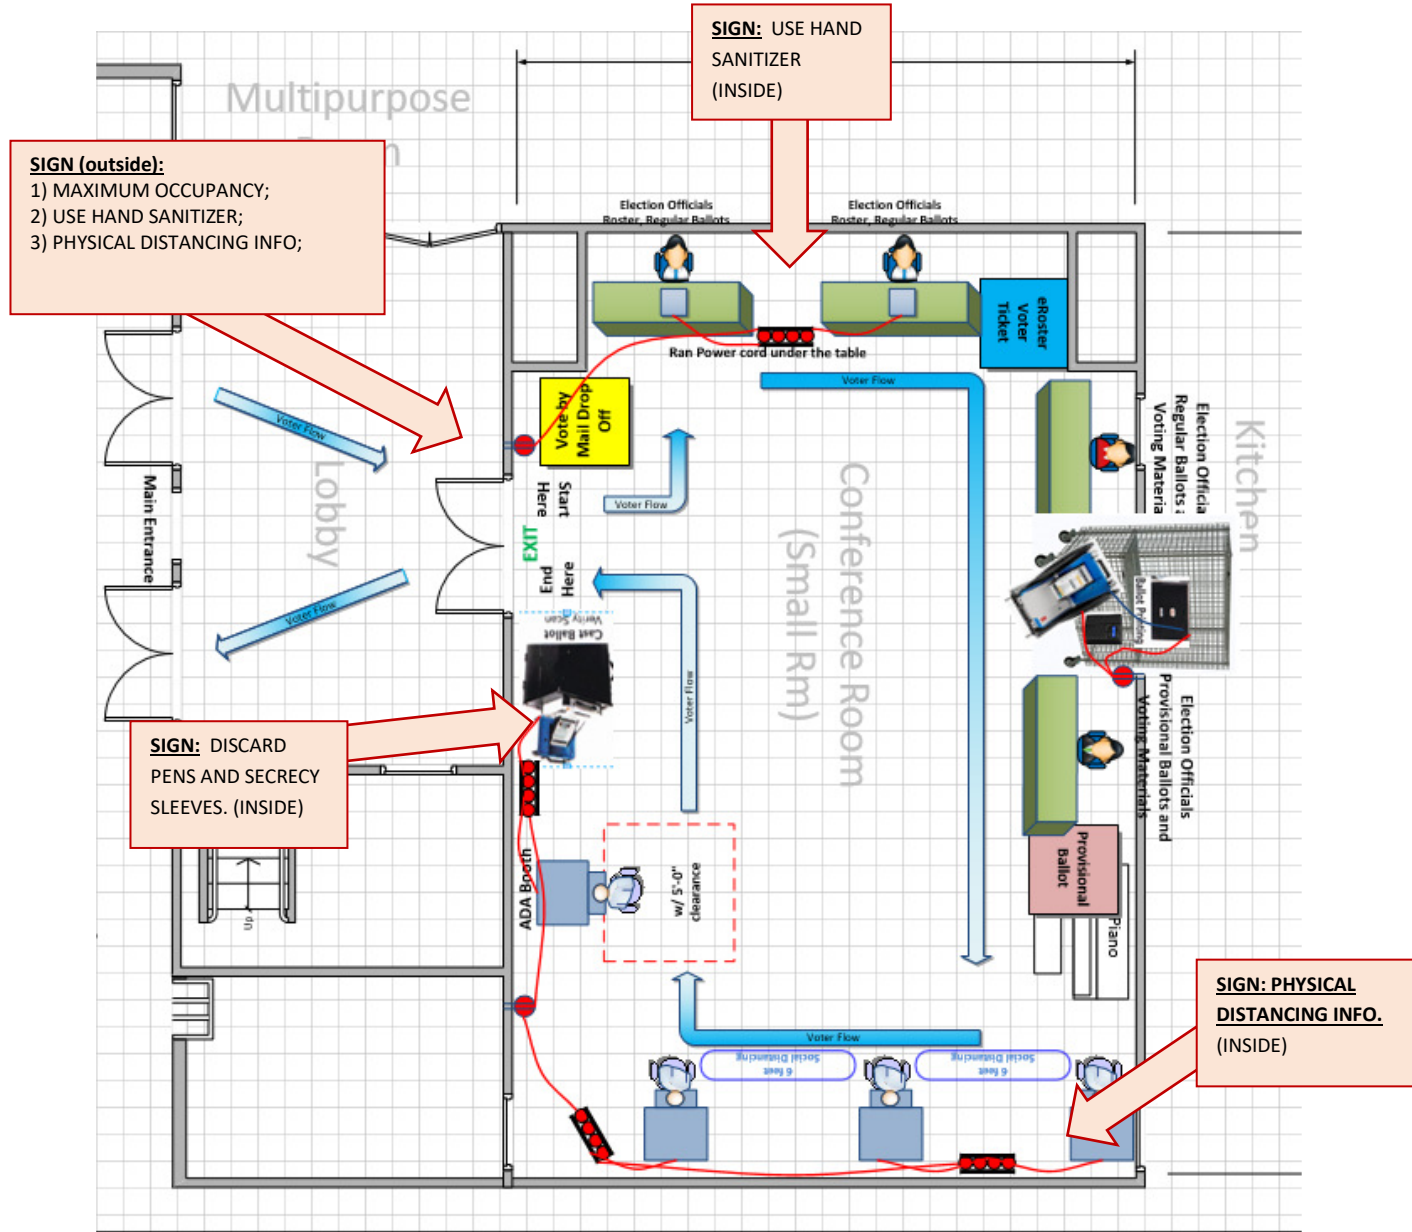 SIGN: USE HAND
SANITIZER
(INSIDE)
Multipurpose
SIGN (outside):
1) MAXIMUM OCCUPANCY;
2) USE HAND SANITIZER;
3) PHYSICAL DISTANCING INFO;
Election Officials
Roster, Regular Ballots
Election Officials
Roster, Regular Ballots
eRoster
Voter
Ticket
Ran Power cord under the table
Voter Flow
Vote by
Mail Drop
Off
Voter Flow
Election Officia
Regular Ballots a
Voting Materia
Kitchen
Main Entrance
Lobby
Start
Here
Voter Flow
EXIT
End
Here
Conference Room
(Small Rm)
Ballot Printing
Voter Flow
Cast Ballot
Verity Scan
Voter Flow
Election Officials
Provisional Ballots and
Voting Materials
SIGN: DISCARD
PENS AND SECRECY
SLEEVES. (INSIDE)
Provisional
Ballot
ADA Booth
w/ 5'-0"
clearance
Up
Piano
SIGN: PHYSICAL
DISTANCING INFO.
(INSIDE)
Voter Flow
6 feet
Social Distancing
6 feet
Social Distancing